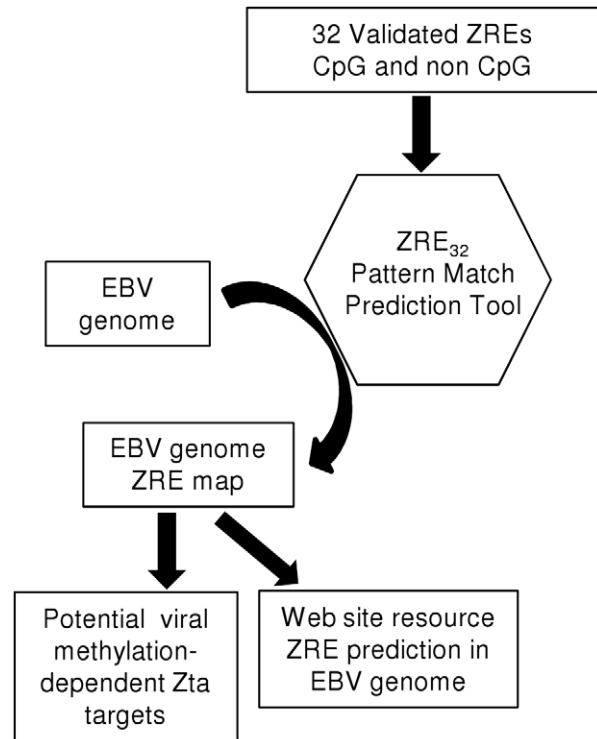 32 Validated ZREs
CpG and non CpG
ZRE₃₂
Pattern Match
Prediction Tool
EBV
genome
EBV genome
ZRE map
Potential viral
methylation-
dependent Zta
targets
Web site resource
ZRE prediction in
EBV genome